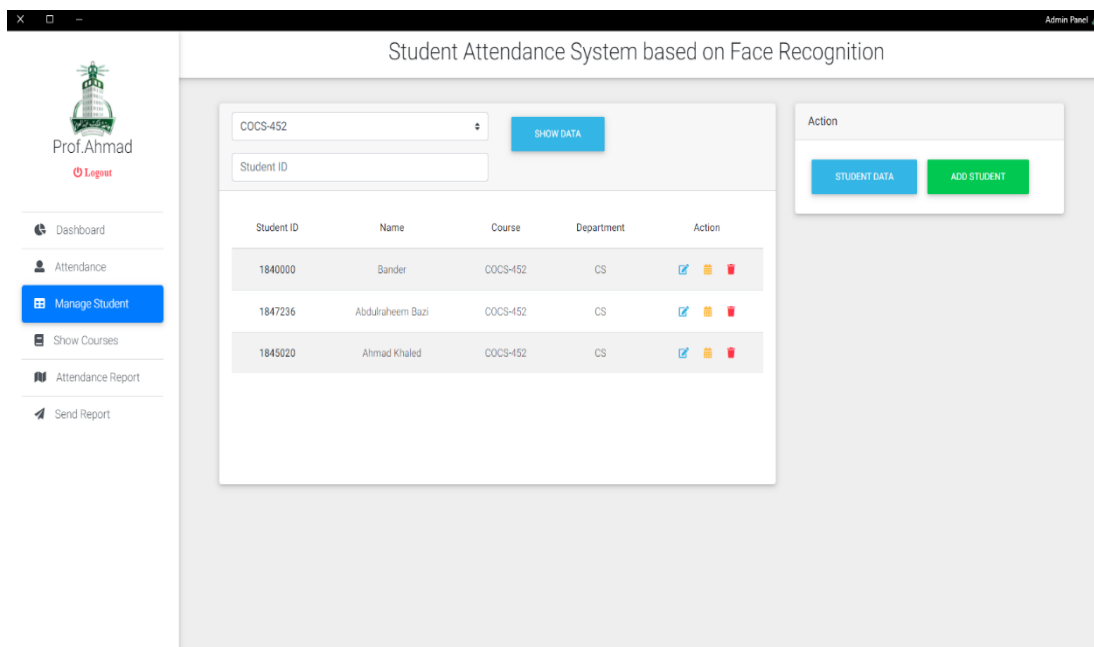 Admin Panel
Student Attendance System based on Face Recognition
Prof.Ahmad
Logout
Dashboard
Attendance
Manage Student
Show Courses
Attendance Report
Send Report
COCS-452
SHOW DATA
Student ID
Student ID Name Course Department Action
1840000 Bander COCS-452 CS
1847236 Abdulraheem Bazi COCS-452 CS
1845020 Ahmad Khaled COCS-452 CS
Action
STUDENT DATA ADD STUDENT